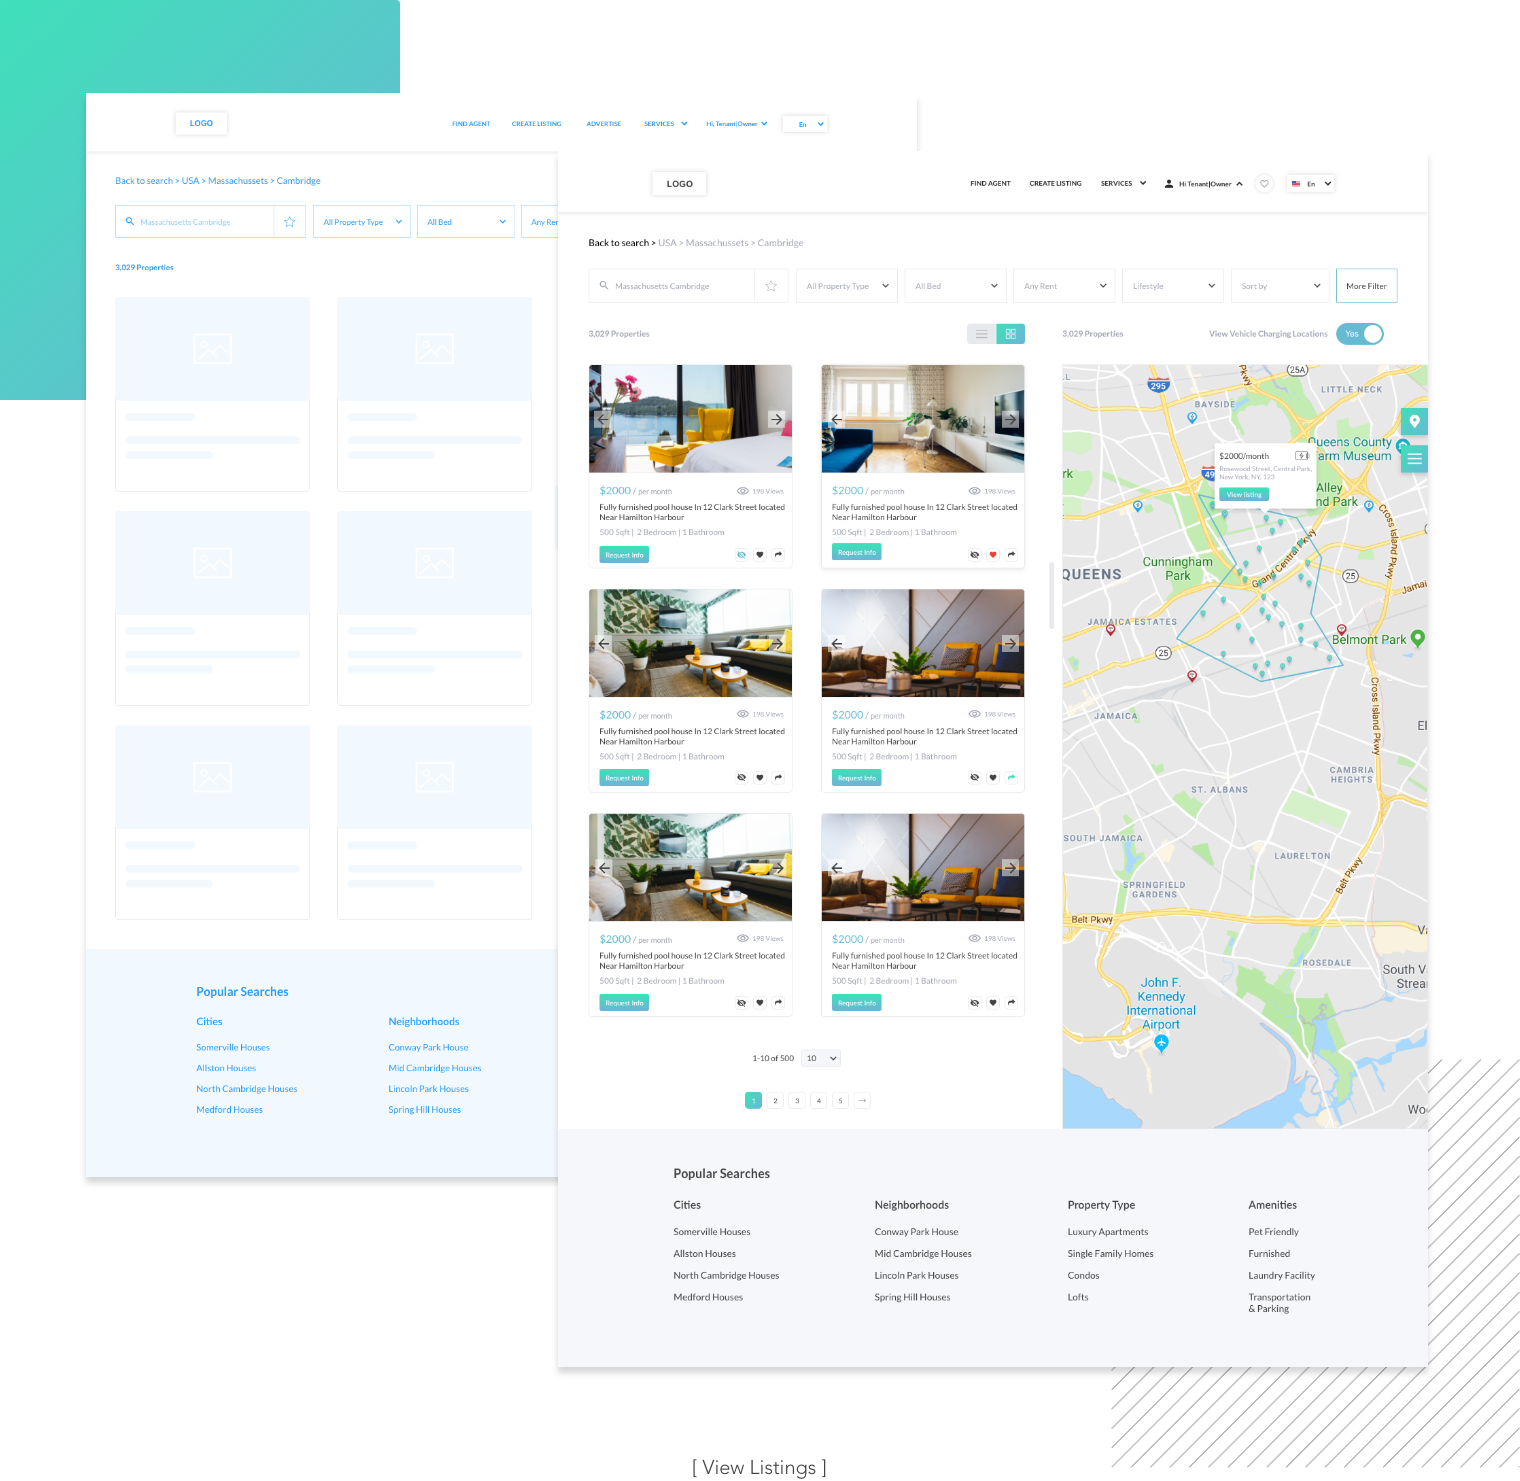 LOGO
FIND AGENT
CREATE LISTING
ADVERTISE
SERVICES
Hi, Tenant|Owner
En
Back to search > USA > Massachussets > Cambridge
Massachusetts Cambridge
All Property Type
All Bed
Any Rer
3,029 Properties
Popular Searches
Cities
Neighborhoods
Somerville Houses
Conway Park House
Allston Houses
Mid Cambridge Houses
North Cambridge Houses
Lincoln Park Houses
Medford Houses
Spring Hill Houses
LOGO
FIND AGENT
CREATE LISTING
SERVICES
Hi Tenant|Owner
En
Back to search > USA > Massachussets > Cambridge
Massachusetts Cambridge
All Property Type
All Bed
Any Rent
Lifestyle
Sort by
More Filter
3,029 Properties
3,029 Properties
View Vehicle Charging Locations
Yes
$2000 / per month
198 Views
Fully furnished pool house In 12 Clark Street located
Near Hamilton Harbour
500 Sqft | 2 Bedroom | 1 Bathroom
Request Info
$2000 / per month
198 Views
Fully furnished pool house In 12 Clark Street located
Near Hamilton Harbour
500 Sqft | 2 Bedroom | 1 Bathroom
Request Info
$2000 / per month
198 Views
Fully furnished pool house In 12 Clark Street located
Near Hamilton Harbour
500 Sqft | 2 Bedroom | 1 Bathroom
Request Info
$2000 / per month
198 Views
Fully furnished pool house In 12 Clark Street located
Near Hamilton Harbour
500 Sqft | 2 Bedroom | 1 Bathroom
Request Info
$2000 / per month
198 Views
Fully furnished pool house In 12 Clark Street located
Near Hamilton Harbour
500 Sqft | 2 Bedroom | 1 Bathroom
Request Info
$2000 / per month
198 Views
Fully furnished pool house In 12 Clark Street located
Near Hamilton Harbour
500 Sqft | 2 Bedroom | 1 Bathroom
Request Info
1-10 of 500
10
1
2
3
4
5
LL
295
Pkwy
25A
LITTLE NECK
BAYSIDE
Queens County
arm Museum
$2000/month
Rosewood Street, Central Park,
New York, NY, 123
View listing
rk
49
Alley
nd Park
Cross Island Pkwy
Cunningham
Park
Grand Central Pkwy
QUEENS
25
Jamai
JAMAICA ESTATES
Belmont Park
25
Cross Island Pkwy
JAMAICA
El
CAMBRIA
HEIGHTS
ST. ALBANS
SOUTH JAMAICA
LAURELTON
Belt Pkwy
SPRINGFIELD
GARDENS
Belt Pkwy
Va
ROSEDALE
South V
Strea
John F.
Kennedy
International
Airport
Woo
Popular Searches
Cities
Neighborhoods
Property Type
Amenities
Somerville Houses
Conway Park House
Luxury Apartments
Pet Friendly
Allston Houses
Mid Cambridge Houses
Single Family Homes
Furnished
North Cambridge Houses
Lincoln Park Houses
Condos
Laundry Facility
Medford Houses
Spring Hill Houses
Lofts
Transportation
& Parking
[ View Listings ]